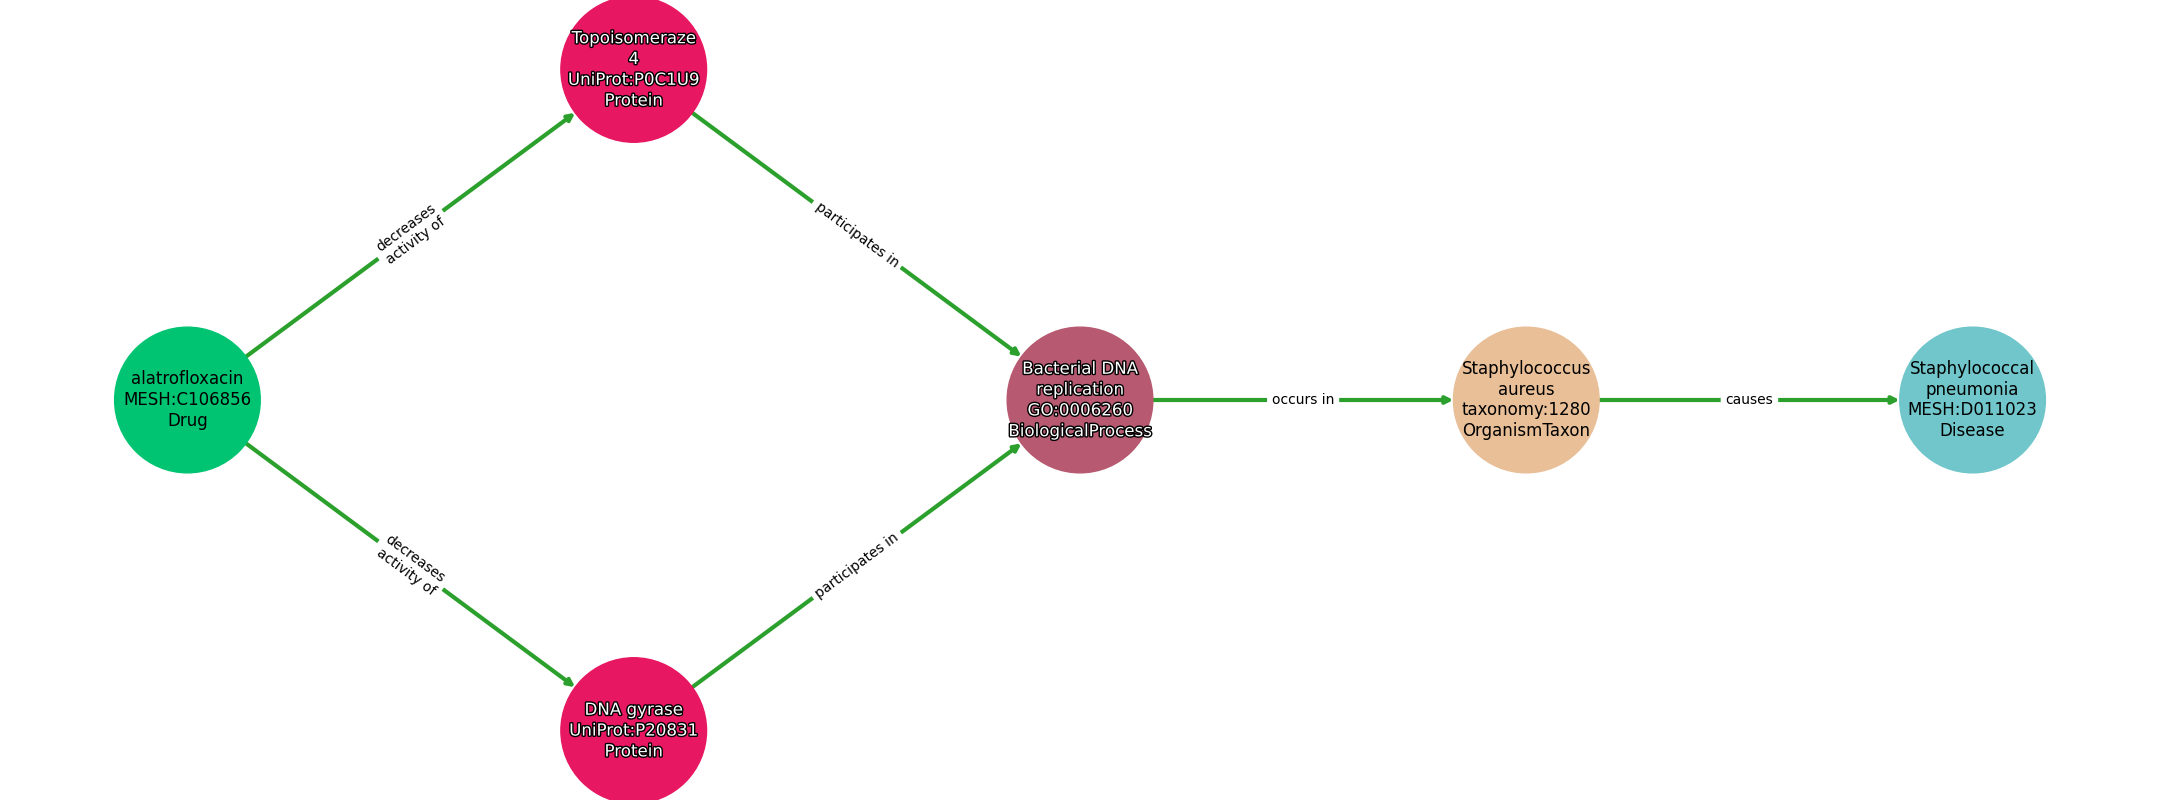 Topoisomeraze
4
UniProt:P0C1U9
Protein
decreases
activity of
participates in
alatrofloxacin
MESH:C106856
Drug
Bacterial DNA
replication
GO:0006260
BiologicalProcess
occurs in
Staphylococcus
aureus
taxonomy:1280
OrganismTaxon
causes
Staphylococcal
pneumonia
MESH:D011023
Disease
decreases
activity of
participates in
DNA gyrase
UniProt:P20831
Protein